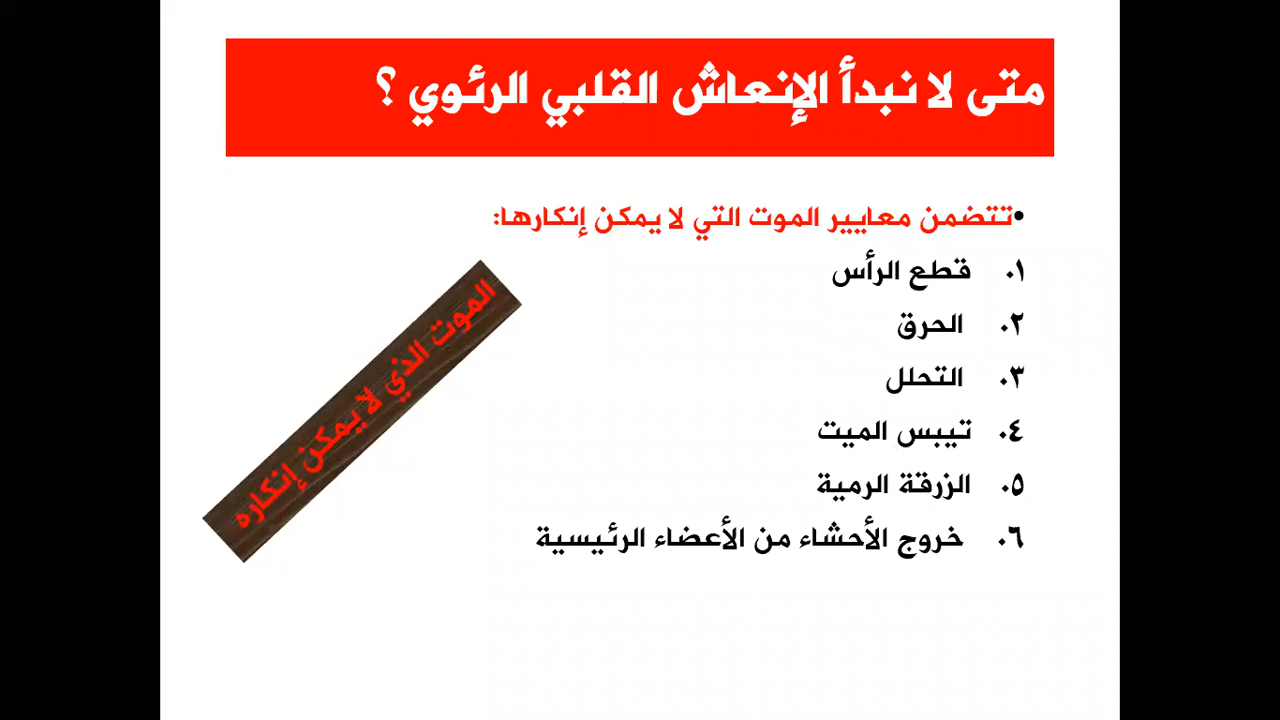 متى لا نبدأ الإنعاش القلبي الرئوي ؟
•تتضمن معايير الموت التي لا يمكن إنكارها:
١. قطع الرأس
٢. الحرق
٣. التحلل
٤. تيبس الميت
٥. الزرقة الرمية
٦. خروج الأحشاء من الأعضاء الرئيسية
الموت الذي لا يمكن إنكاره